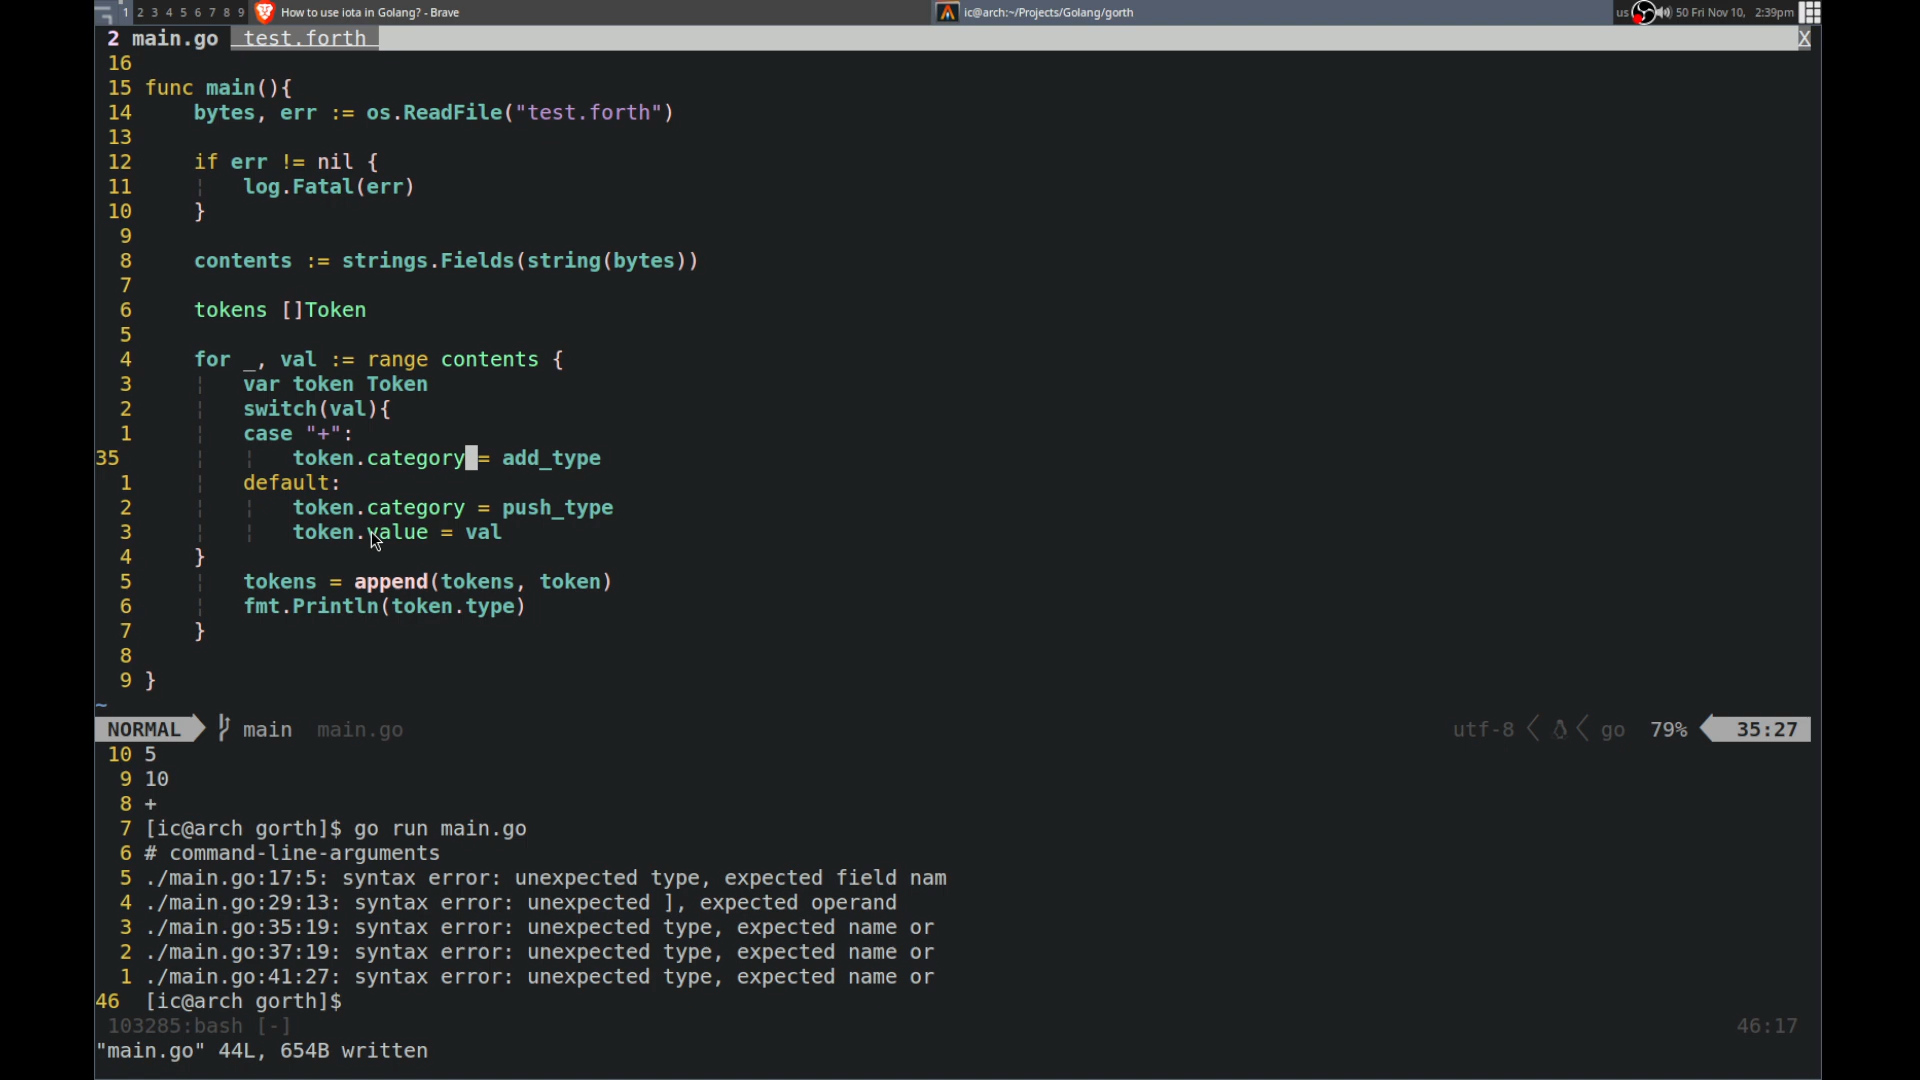 1 2 3 4 5 6 7 8 9 How to use iota in Golang? - Brave ic@arch:~/Projects/Golang/gorth us 50 Fri Nov 10, 2:39pm
2 main.go test.forth X
16
15 func main(){
14 bytes, err := os.ReadFile("test.forth")
13
12 if err != nil {
11 log.Fatal(err)
10 }
9
8 contents := strings.Fields(string(bytes))
7
6 tokens []Token
5
4 for _, val := range contents {
3 var token Token
2 switch(val){
1 case "+":
35 token.category = add_type
1 default:
2 token.category = push_type
3 token.value = val
4 }
5 tokens = append(tokens, token)
6 fmt.Println(token.type)
7 }
8
9 }
~
NORMAL main main.go utf-8 go 79% 35:27
10 5
9 10
8 +
7 [ic@arch gorth]$ go run main.go
6 # command-line-arguments
5 ./main.go:17:5: syntax error: unexpected type, expected field nam
4 ./main.go:29:13: syntax error: unexpected ], expected operand
3 ./main.go:35:19: syntax error: unexpected type, expected name or
2 ./main.go:37:19: syntax error: unexpected type, expected name or
1 ./main.go:41:27: syntax error: unexpected type, expected name or
46 [ic@arch gorth]$
103285:bash [-] 46:17
"main.go" 44L, 654B written